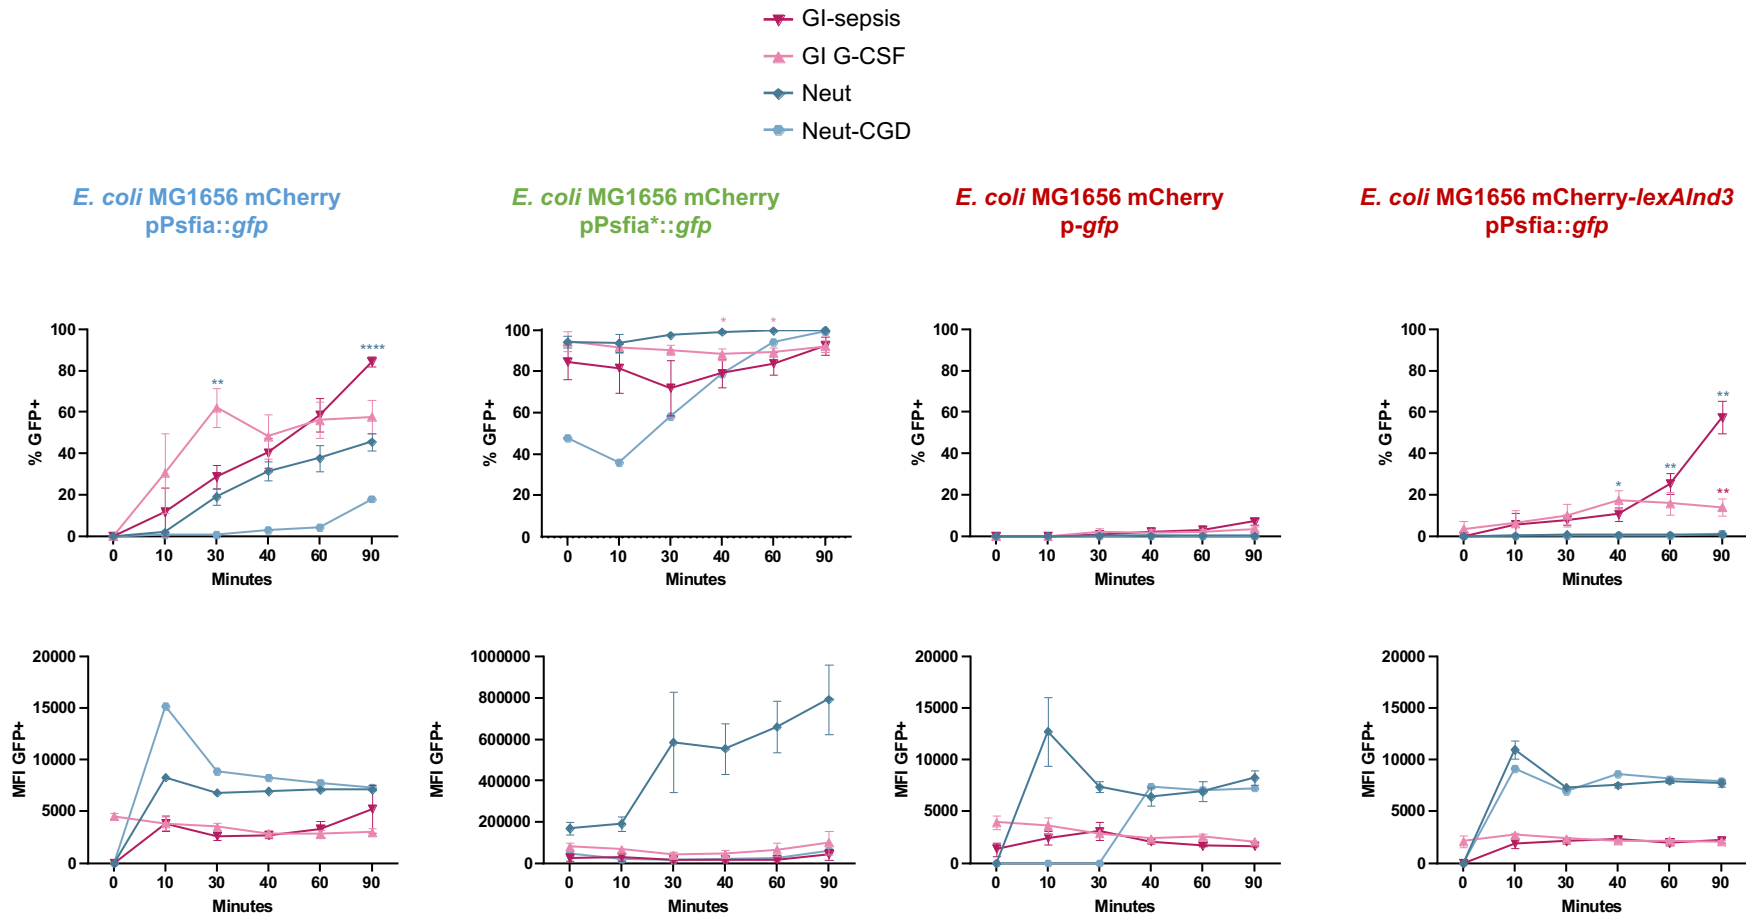 GI-sepsis
GI G-CSF
Neut
Neut-CGD
E. coli MG1656 mCherry
pPsfia::gfp
E. coli MG1656 mCherry
pPsfia*::gfp
E. coli MG1656 mCherry
p-gfp
E. coli MG1656 mCherry-lexAInd3
pPsfia::gfp
% GFP+
100
80
60
40
20
0
**
****
0 10 30 40 60 90
Minutes
% GFP+
100
80
60
40
20
0
*
*
0 10 30 40 60 90
Minutes
% GFP+
100
80
60
40
20
0
0 10 30 40 60 90
Minutes
% GFP+
100
80
60
40
20
0
*
**
**
**
0 10 30 40 60 90
Minutes
MFI GFP+
20000
15000
10000
5000
0
0 10 30 40 60 90
Minutes
MFI GFP+
1000000
800000
600000
400000
200000
0
0 10 30 40 60 90
Minutes
MFI GFP+
20000
15000
10000
5000
0
0 10 30 40 60 90
Minutes
MFI GFP+
20000
15000
10000
5000
0
0 10 30 40 60 90
Minutes